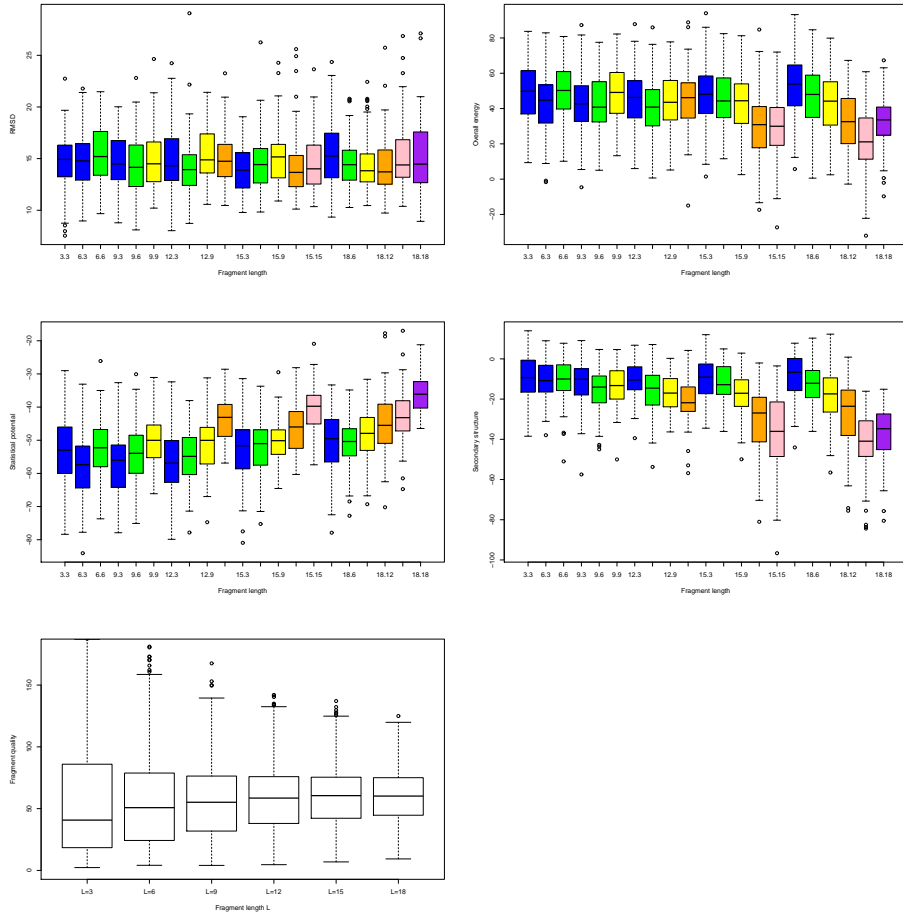 RMSD
10
15
20
25
3.3 6.3 6.6 9.3 9.6 9.9 12.3 12.9 15.3 15.9 15.15 18.6 18.12 18.18
Fragment length
Overall energy
-20
0
20
40
60
80
3.3 6.3 6.6 9.3 9.6 9.9 12.3 12.9 15.3 15.9 15.15 18.6 18.12 18.18
Fragment length
Statistical potential
-80
-70
-60
-50
-40
-30
-20
3.3 6.3 6.6 9.3 9.6 9.9 12.3 12.9 15.3 15.9 15.15 18.6 18.12 18.18
Fragment length
Secondary structure
-100
-80
-60
-40
-20
0
3.3 6.3 6.6 9.3 9.6 9.9 12.3 12.9 15.3 15.9 15.15 18.6 18.12 18.18
Fragment length
Fragment quality
0
50
100
150
L=3 L=6 L=9 L=12 L=15 L=18
Fragment length L